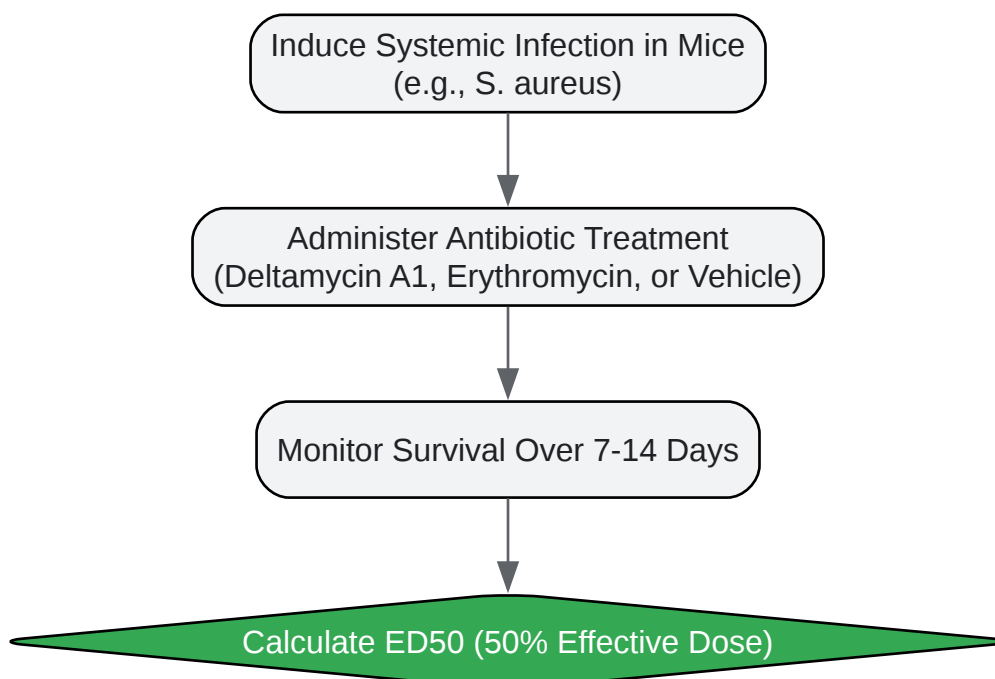 Induce Systemic Infection in Mice
(e.g., S. aureus)
Administer Antibiotic Treatment
(Deltamycin A1, Erythromycin, or Vehicle)
Monitor Survival Over 7-14 Days
Calculate ED50 (50% Effective Dose)